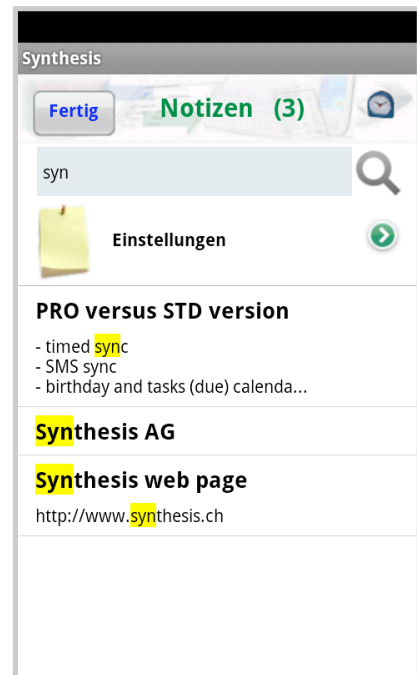 Synthesis
Fertig
Notizen (3)
syn
Einstellungen
PRO versus STD version
- timed sync
- SMS sync
- birthday and tasks (due) calenda...
Synthesis AG
Synthesis web page
http://www.synthesis.ch